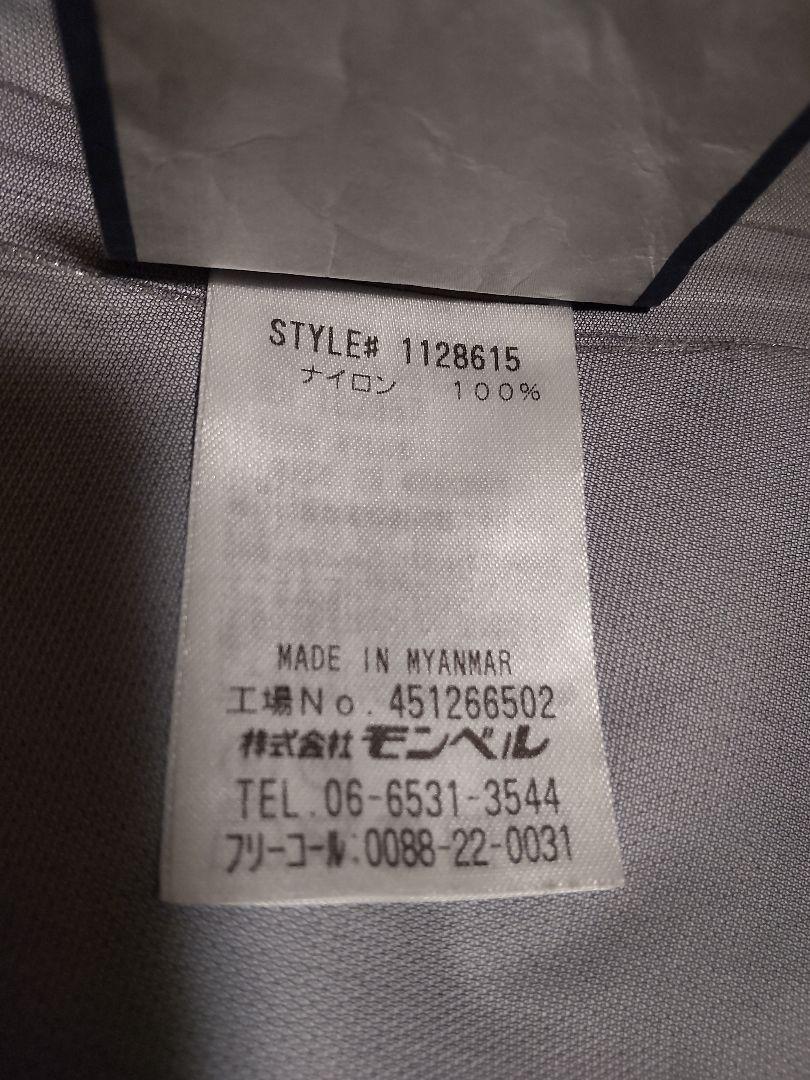 STYLE# 1128615
ナイロン 100%
MADE IN MYANMAR
工場No. 451266502
株式会社 モンベル
TEL.06-6531-3544
フリーコール:0088-22-0031